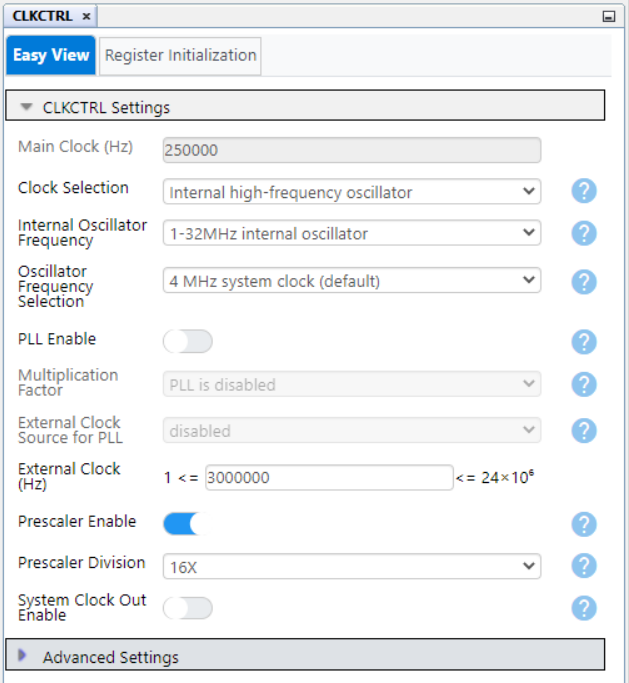 CLKCTRL ×
Easy View
Register Initialization
CLKCTRL Settings
Main Clock (Hz)
250000
Clock Selection
Internal high-frequency oscillator
?
Internal Oscillator
Frequency
1-32MHz internal oscillator
?
Oscillator
Frequency
Selection
4 MHz system clock (default)
?
PLL Enable
?
Multiplication
Factor
PLL is disabled
?
External Clock
Source for PLL
disabled
?
External Clock
(Hz)
1 <= 3000000 <= 24×10⁶
Prescaler Enable
?
Prescaler Division
16X
?
System Clock Out
Enable
?
Advanced Settings